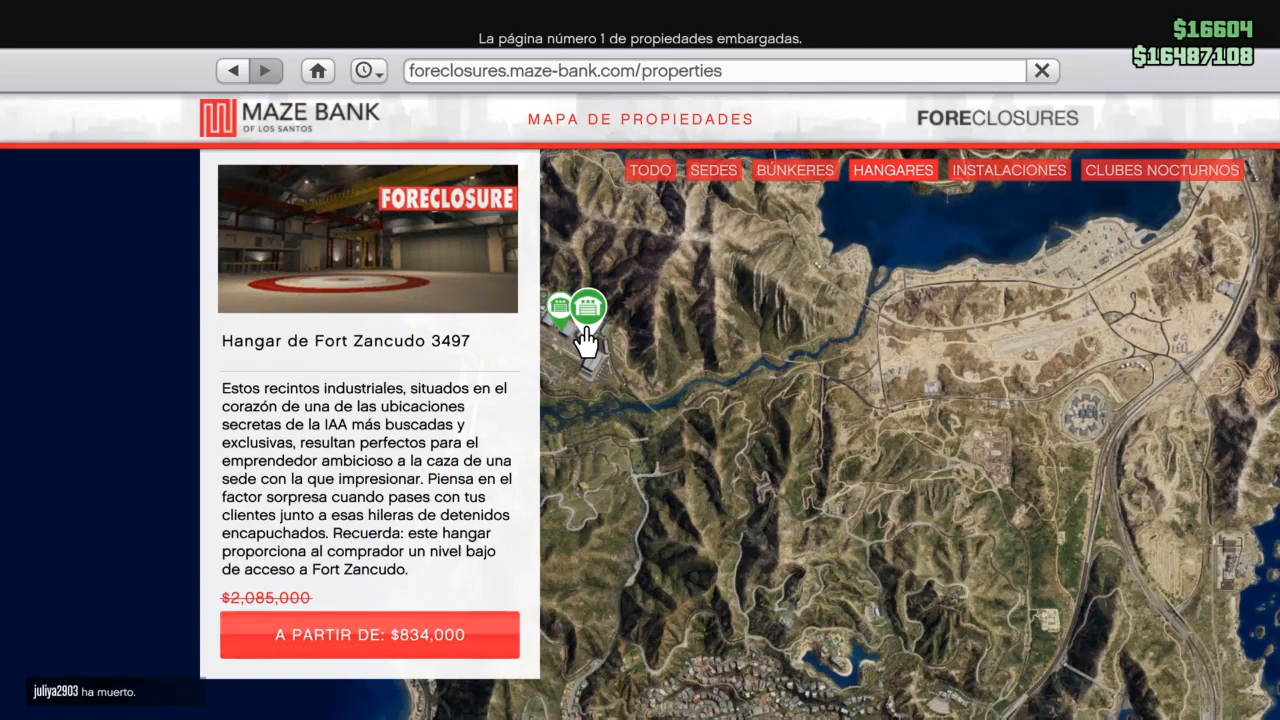 La página número 1 de propiedades embargadas.
$16604
$16487108
foreclosures.maze-bank.com/properties
MAZE BANK
OF LOS SANTOS
MAPA DE PROPIEDADES
FORECLOSURES
TODO
SEDES
BÚNKERES
HANGARES
INSTALACIONES
CLUBES NOCTURNOS
FORECLOSURE
Hangar de Fort Zancudo 3497
Estos recintos industriales, situados en el
corazón de una de las ubicaciones
secretas de la IAA más buscadas y
exclusivas, resultan perfectos para el
emprendedor ambicioso a la caza de una
sede con la que impresionar. Piensa en el
factor sorpresa cuando pases con tus
clientes junto a esas hileras de detenidos
encapuchados. Recuerda: este hangar
proporciona al comprador un nivel bajo
de acceso a Fort Zancudo.
$2,085,000
A PARTIR DE: $834,000
juliya2903 ha muerto.